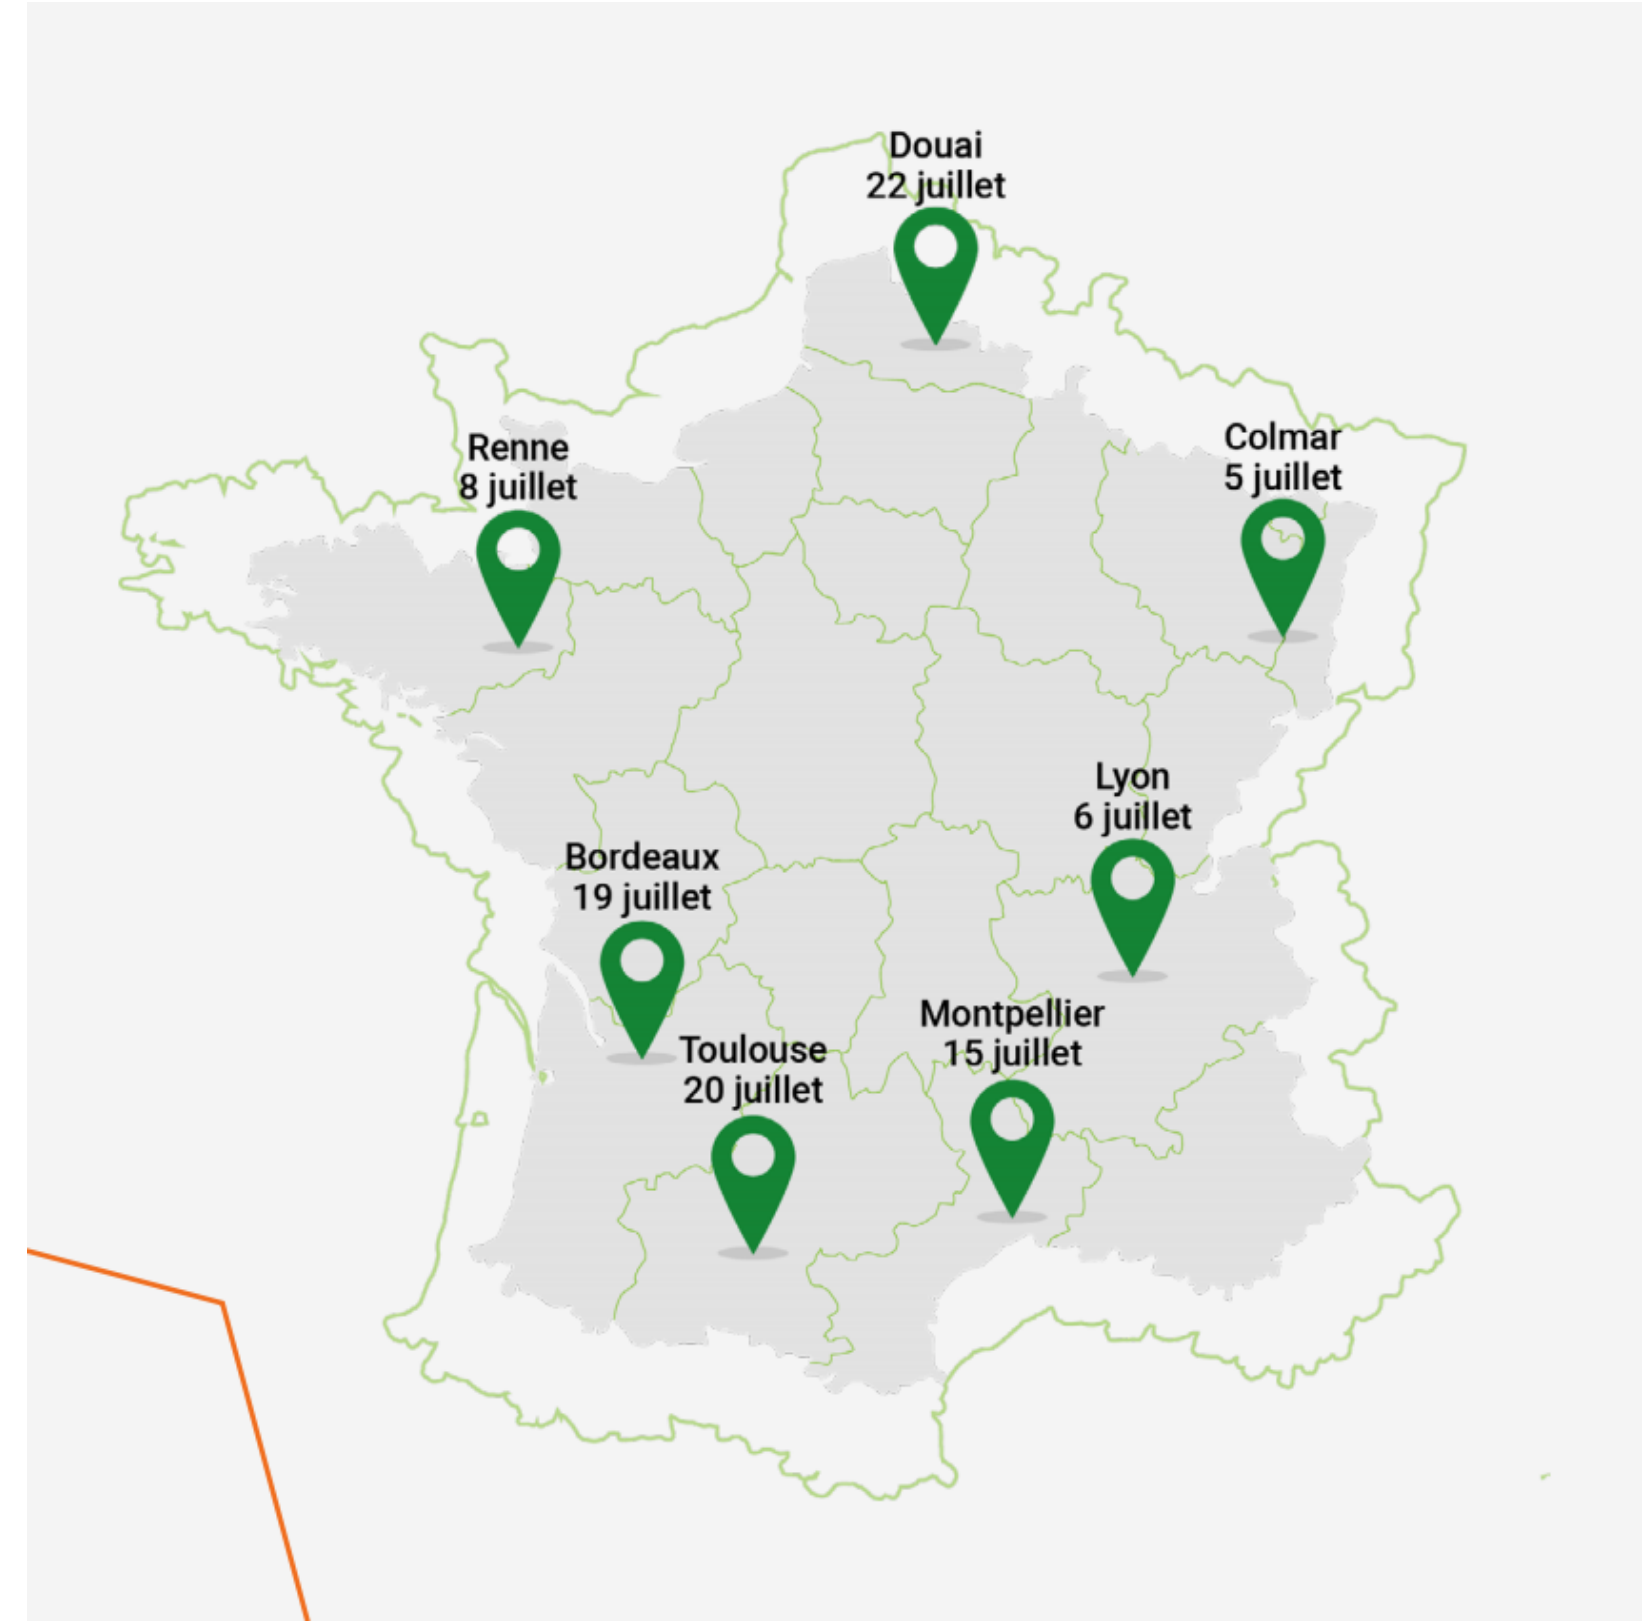 Douai
22 juillet
Colmar
5 juillet
Renne
8 juillet
Lyon
6 juillet
Bordeaux
19 juillet
Montpellier
15 juillet
Toulouse
20 juillet